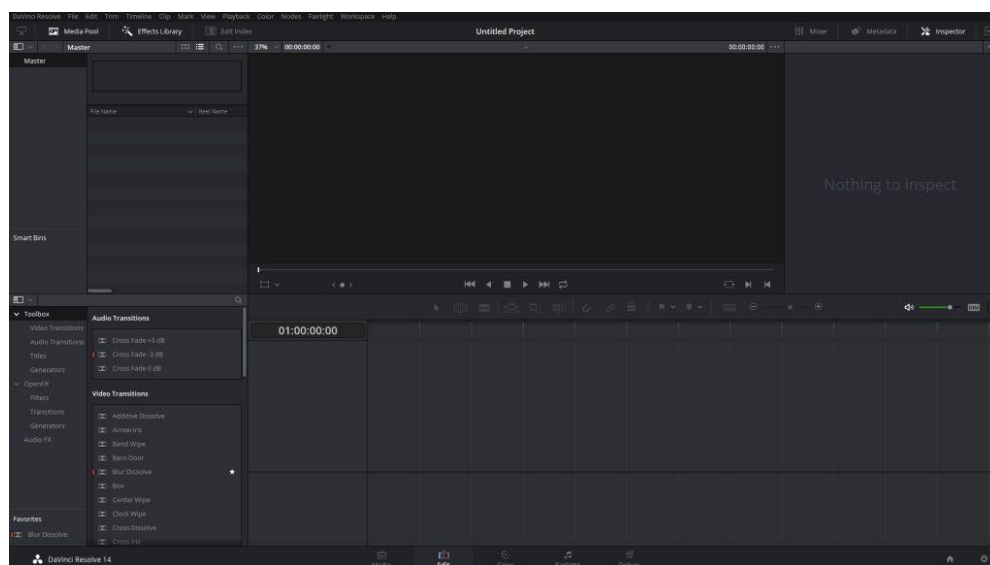 DaVinci Resolve File Edit Trim Timeline Clip Mark View Playback Color Nodes Fairlight Workspace Help
Media Pool Effects Library Edit Index Untitled Project Mixer Metadata Inspector
Master 37% 00:00:00:00 00:00:00:00
Master
File Name Reel Name
Nothing to inspect
Smart Bins
Toolbox
Video Transitions
Audio Transitions
Titles
Generators
OpenFX
Filters
Transitions
Generators
Audio FX
Favorites
Blur Dissolve
Audio Transitions
Cross Fade +3 dB
Cross Fade -3 dB
Cross Fade 0 dB
Video Transitions
Additive Dissolve
Arrow Iris
Band Wipe
Barn Door
Blur Dissolve
Box
Center Wipe
Clock Wipe
Cross Dissolve
Cross Iris
01:00:00:00
DaVinci Resolve 14
Media Edit Color Fairlight Deliver